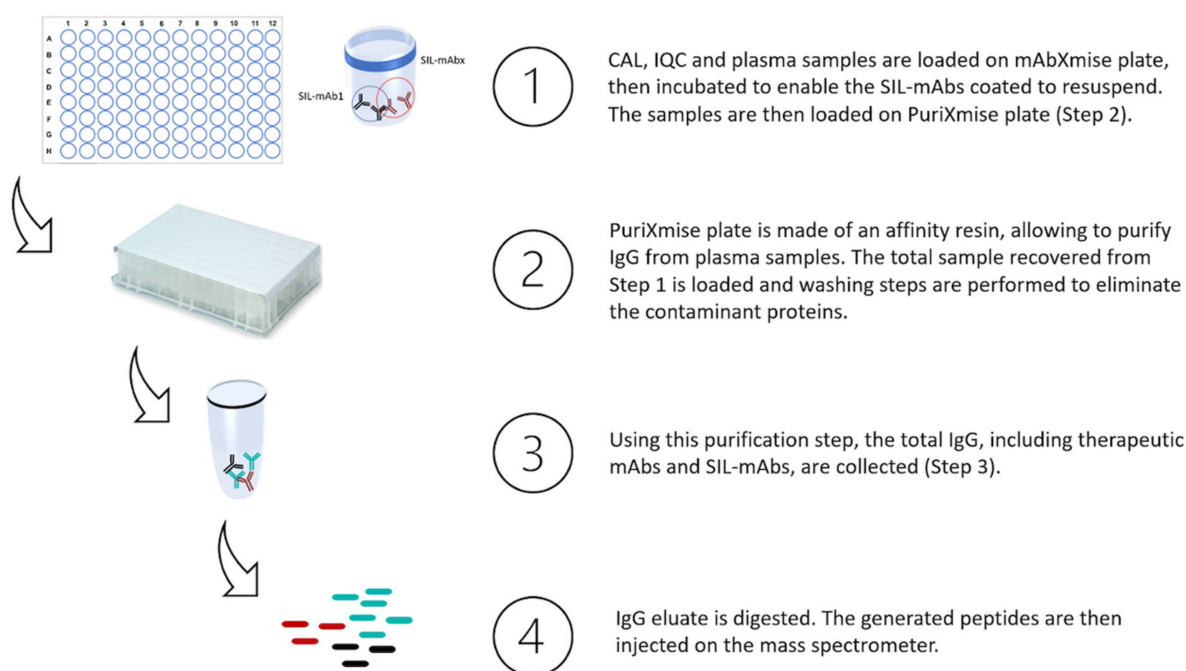 1 2 3 4 5 6 7 8 9 10 11 12
A
B
C
D
E
F
G
H
SIL-mAbx
SIL-mAb1
1
CAL, IQC and plasma samples are loaded on mAbXmise plate,
then incubated to enable the SIL-mAbs coated to resuspend.
The samples are then loaded on PuriXmise plate (Step 2).
2
PuriXmise plate is made of an affinity resin, allowing to purify
IgG from plasma samples. The total sample recovered from
Step 1 is loaded and washing steps are performed to eliminate
the contaminant proteins.
3
Using this purification step, the total IgG, including therapeutic
mAbs and SIL-mAbs, are collected (Step 3).
4
IgG eluate is digested. The generated peptides are then
injected on the mass spectrometer.